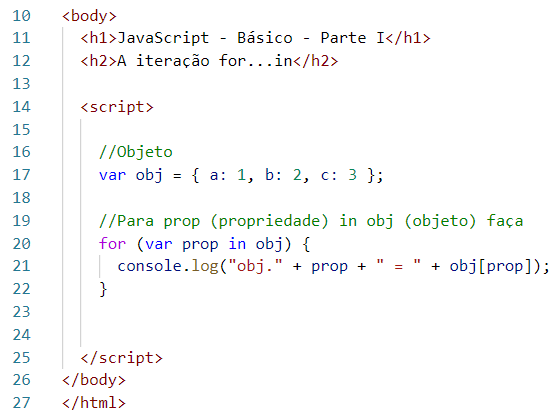 10 <body>
11 <h1>JavaScript - Básico - Parte I</h1>
12 <h2>A iteração for...in</h2>
13
14 <script>
15
16 //Objeto
17 var obj = { a: 1, b: 2, c: 3 };
18
19 //Para prop (propriedade) in obj (objeto) faça
20 for (var prop in obj) {
21 console.log("obj." + prop + " = " + obj[prop]);
22 }
23
24
25 </script>
26 </body>
27 </html>